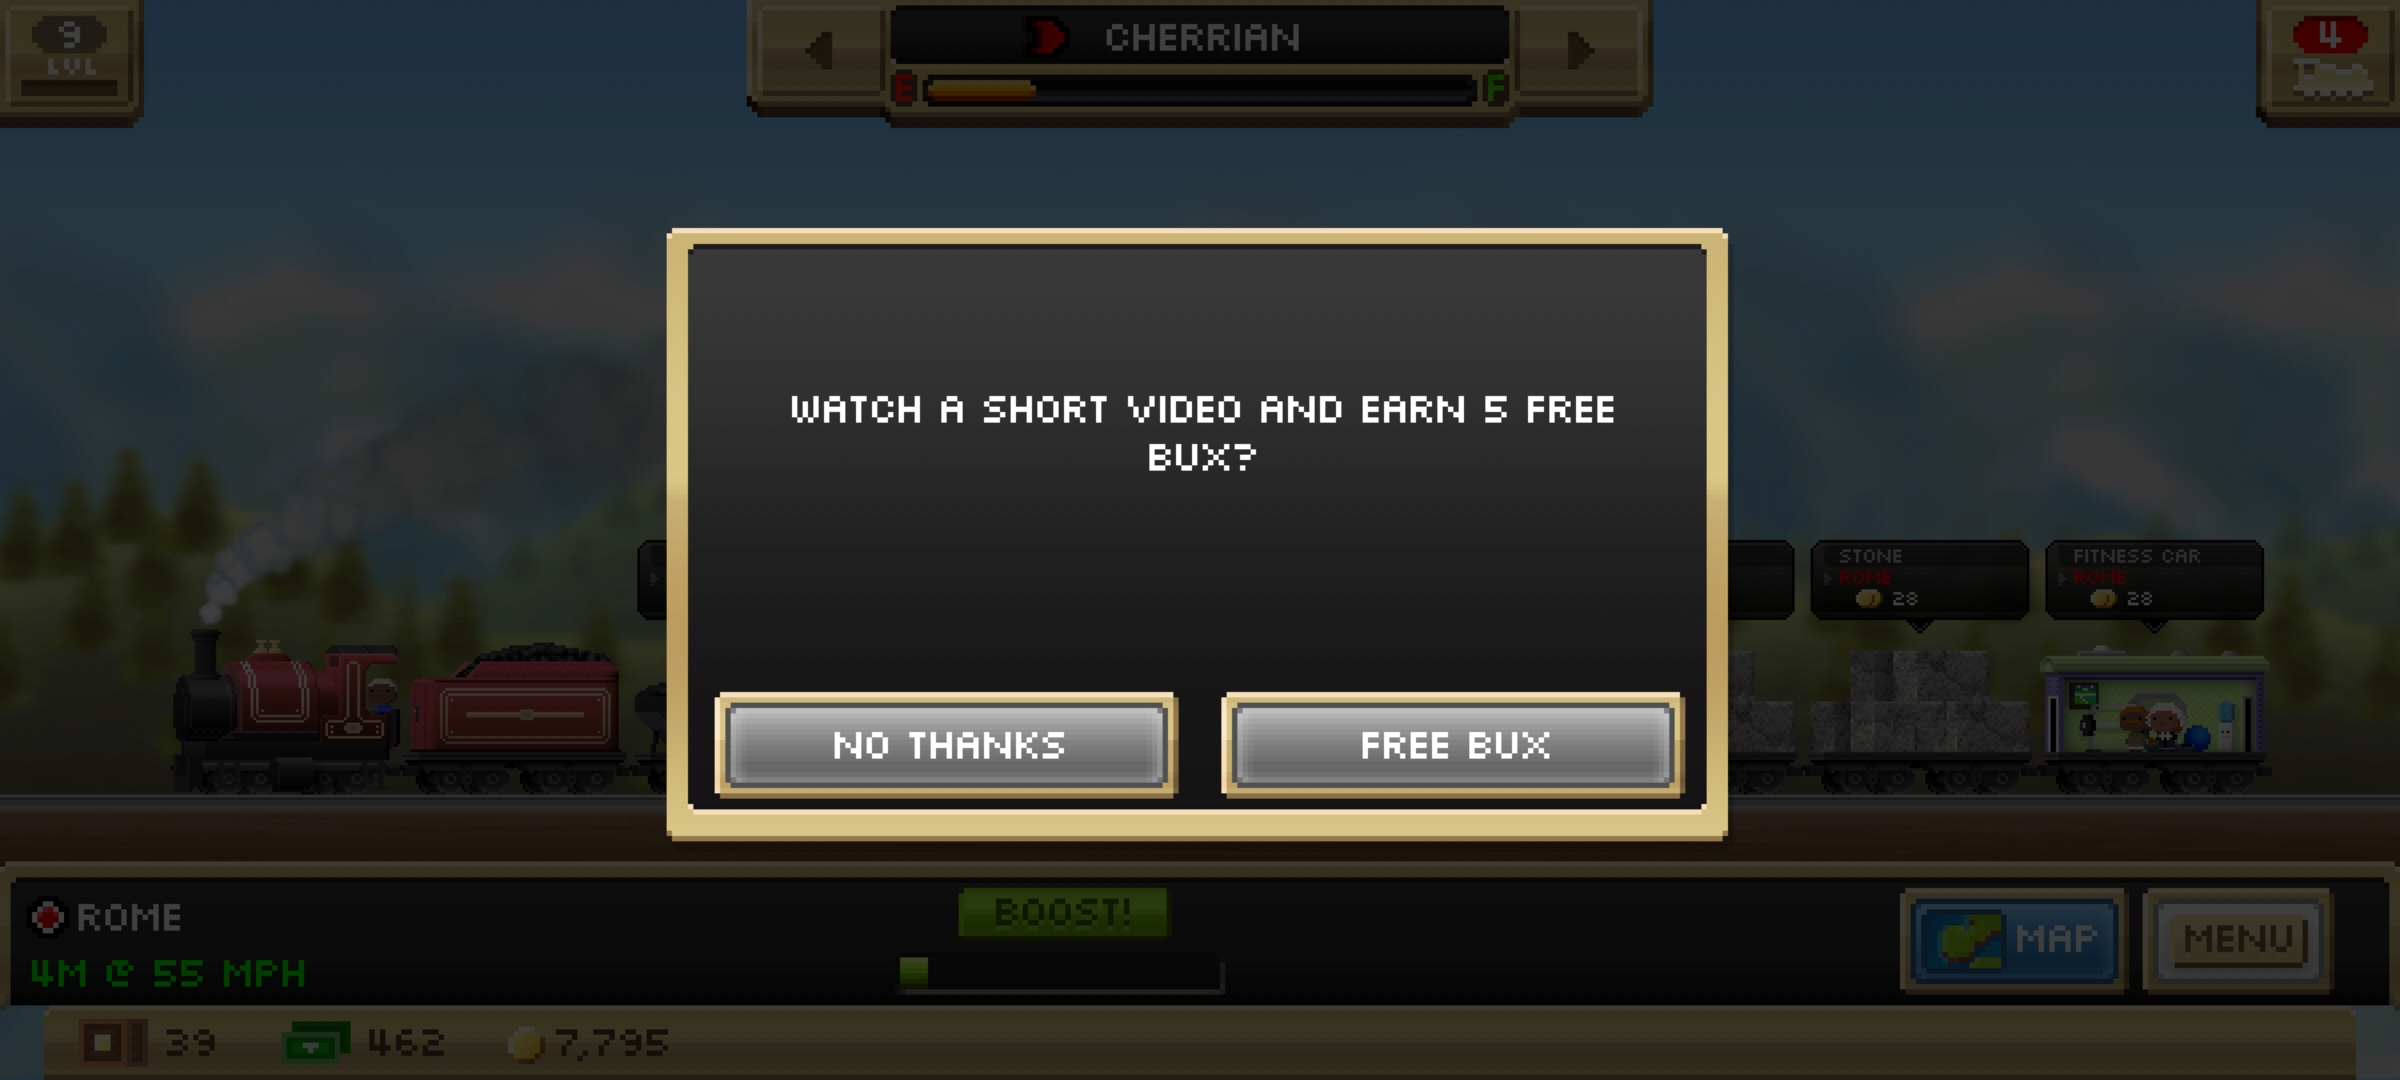 9
LVL
CHERRIAN
E
F
4
WATCH A SHORT VIDEO AND EARN 5 FREE
BUX?
NO THANKS
FREE BUX
STONE
ROME
28
FITNESS CAR
ROME
28
ROME
4M @ 55 MPH
BOOST!
MAP
MENU
39
462
7,795